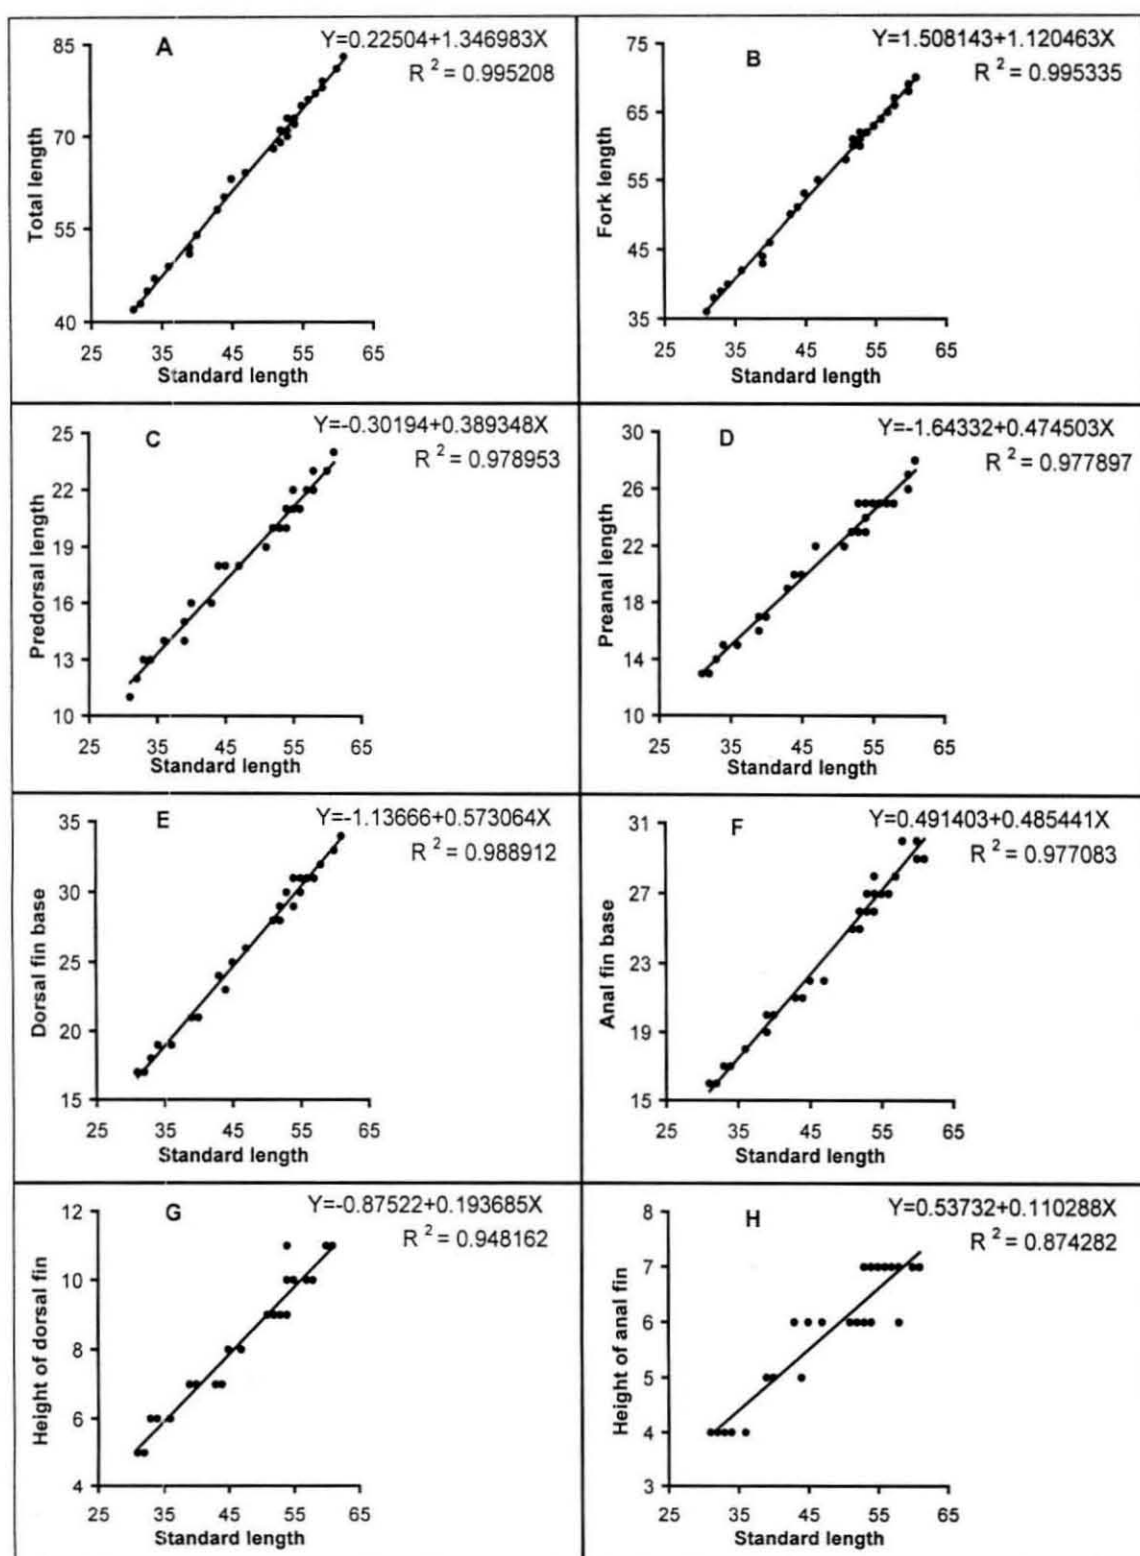 A
Y=0.22504+1.346983X
R 2 = 0.995208
85
70
55
40
Total length
25 35 45 55 65
Standard length
B
Y=1.508143+1.120463X
R 2 = 0.995335
75
65
55
45
35
Fork length
25 35 45 55 65
Standard length
C
Y=-0.30194+0.389348X
R 2 = 0.978953
25
22
19
16
13
10
Predorsal length
25 35 45 55 65
Standard length
D
Y=-1.64332+0.474503X
R 2 = 0.977897
30
26
22
18
14
10
Preanal length
25 35 45 55 65
Standard length
E
Y=-1.13666+0.573064X
R 2 = 0.988912
35
30
25
20
15
Dorsal fin base
25 35 45 55 65
Standard length
F
Y=0.491403+0.485441X
R 2 = 0.977083
31
27
23
19
15
Anal fin base
25 35 45 55 65
Standard length
G
Y=-0.87522+0.193685X
R 2 = 0.948162
12
10
8
6
4
Height of dorsal fin
25 35 45 55 65
Standard length
H
Y=0.53732+0.110288X
R 2 = 0.874282
8
7
6
5
4
3
Height of anal fin
25 35 45 55 65
Standard length